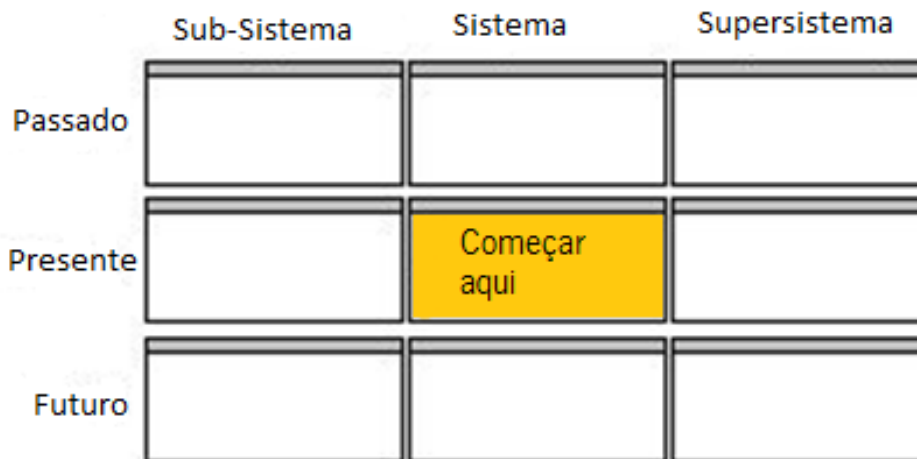 Sub-Sistema Sistema Supersistema
Passado
Presente
Começar
aqui
Futuro